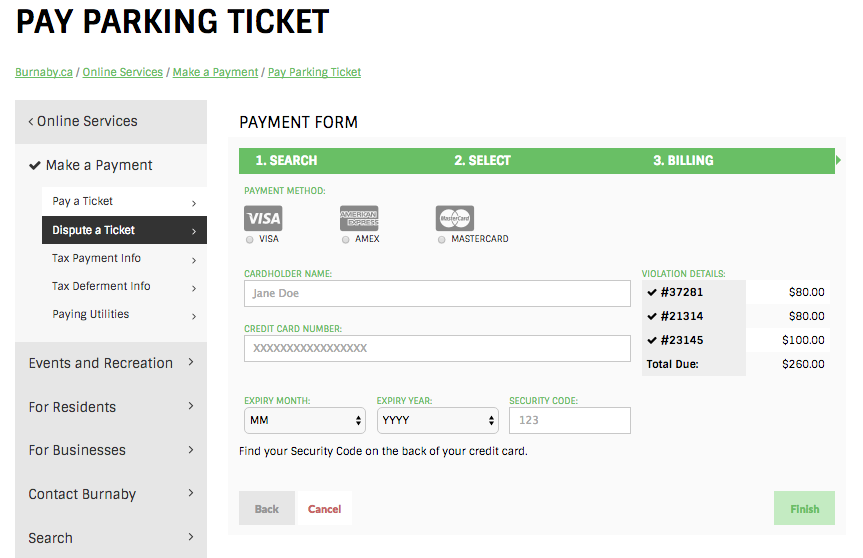 PAY PARKING TICKET
Burnaby.ca / Online Services / Make a Payment / Pay Parking Ticket
< Online Services
Make a Payment
Pay a Ticket
Dispute a Ticket
Tax Payment Info
Tax Deferment Info
Paying Utilities
Events and Recreation
For Residents
For Businesses
Contact Burnaby
Search
PAYMENT FORM
1. SEARCH 2. SELECT 3. BILLING
PAYMENT METHOD:
VISA AMERICAN EXPRESS MasterCard
VISA AMEX MASTERCARD
CARDHOLDER NAME:
Jane Doe
CREDIT CARD NUMBER:
XXXXXXXXXXXXXXXXX
VIOLATION DETAILS:
#37281 $80.00
#21314 $80.00
#23145 $100.00
Total Due: $260.00
EXPIRY MONTH: EXPIRY YEAR: SECURITY CODE:
MM YYYY 123
Find your Security Code on the back of your credit card.
Back Cancel Finish